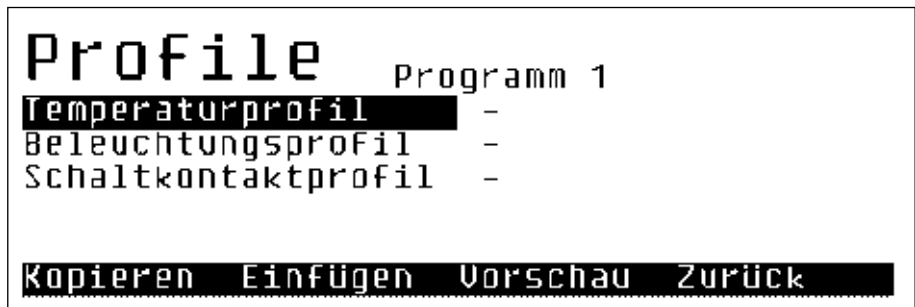 Profile Programm 1
Temperaturprofil –
Beleuchtungsprofil –
Schaltkontaktprofil –
Kopieren Einfügen Vorschau Zurück